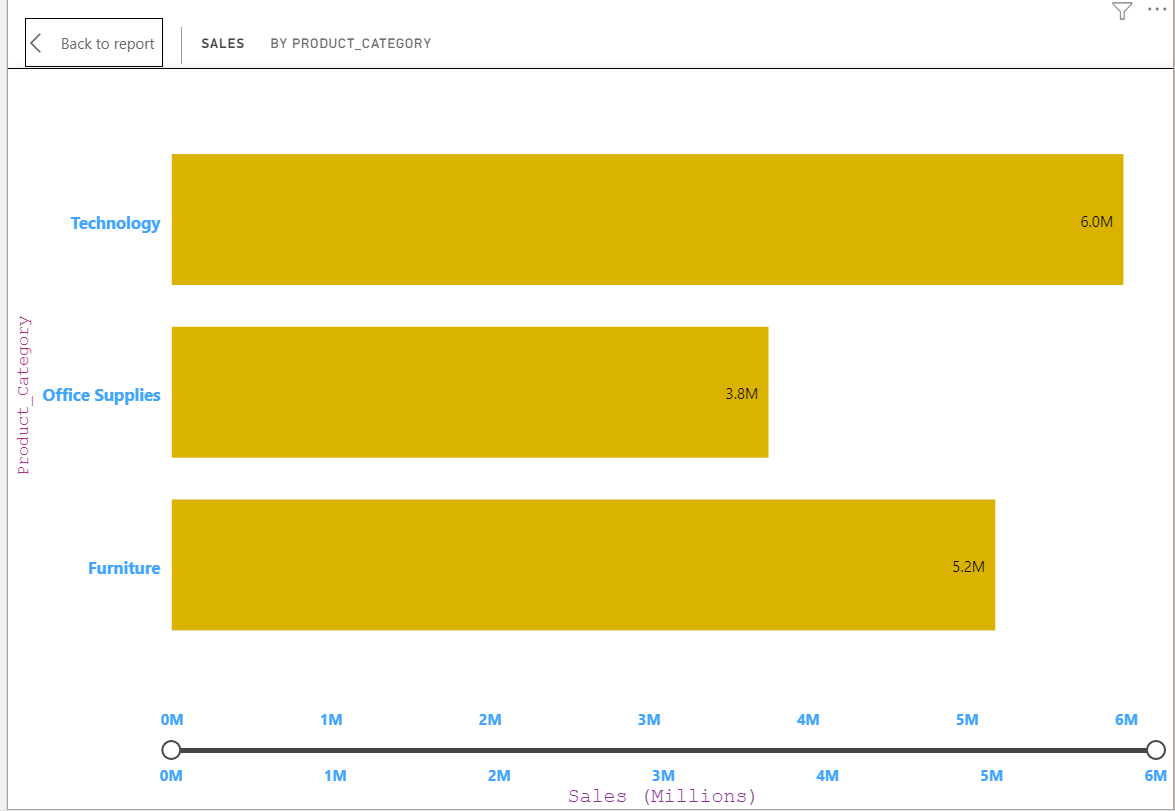 Back to report
SALES
BY PRODUCT_CATEGORY
Product_Category
Technology
6.0M
Office Supplies
3.8M
Furniture
5.2M
0M 1M 2M 3M 4M 5M 6M
0M 1M 2M 3M 4M 5M 6M
Sales (Millions)